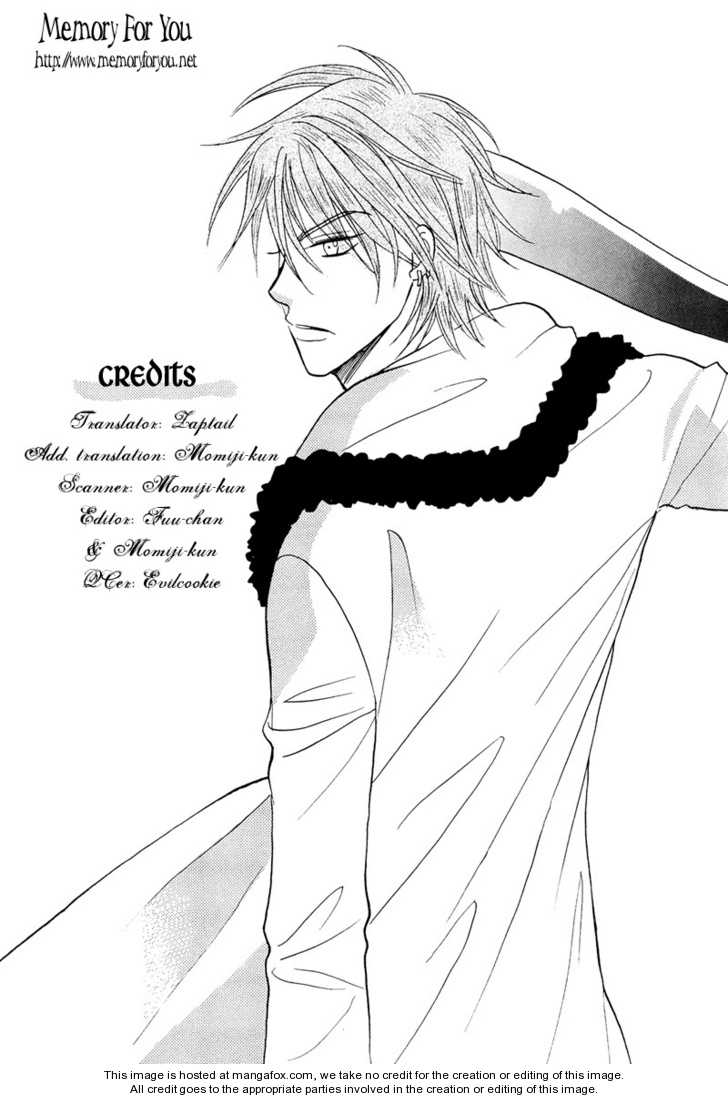 Memory For You
http://www.memoryforyou.net
CREDITS
Translator: Zaptail
Add. translation: Momiji-kun
Scanner: Momiji-kun
Editor: Fuu-chan
& Momiji-kun
QCer: Evilcookie
This image is hosted at mangafox.com, we take no credit for the creation or editing of this image.
All credit goes to the appropriate parties involved in the creation or editing of this image.